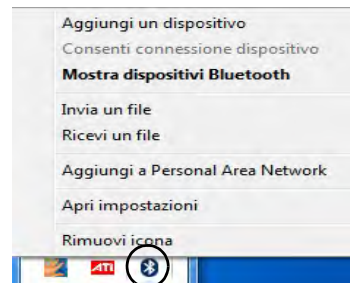 Aggiungi un dispositivo
Consenti connessione dispositivo
Mostra dispositivi Bluetooth
Invia un file
Ricevi un file
Aggiungi a Personal Area Network
Apri impostazioni
Rimuovi icona
ATI